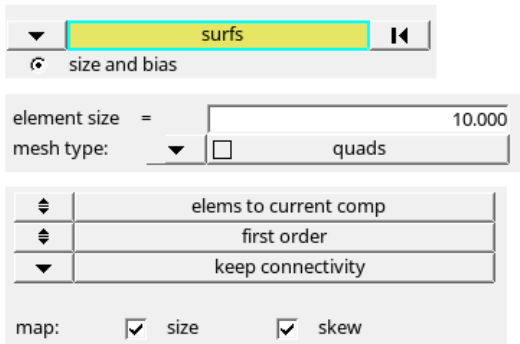 surfs
size and bias
element size = 10.000
mesh type: quads
elems to current comp
first order
keep connectivity
map: size skew